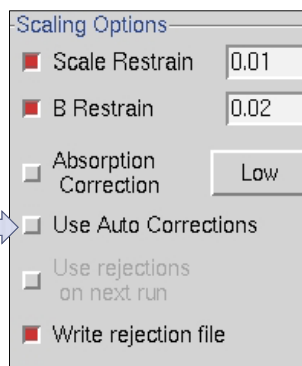 Scaling Options
Scale Restrain 0.01
B Restrain 0.02
Absorption
Correction Low
Use Auto Corrections
Use rejections
on next run
Write rejection file